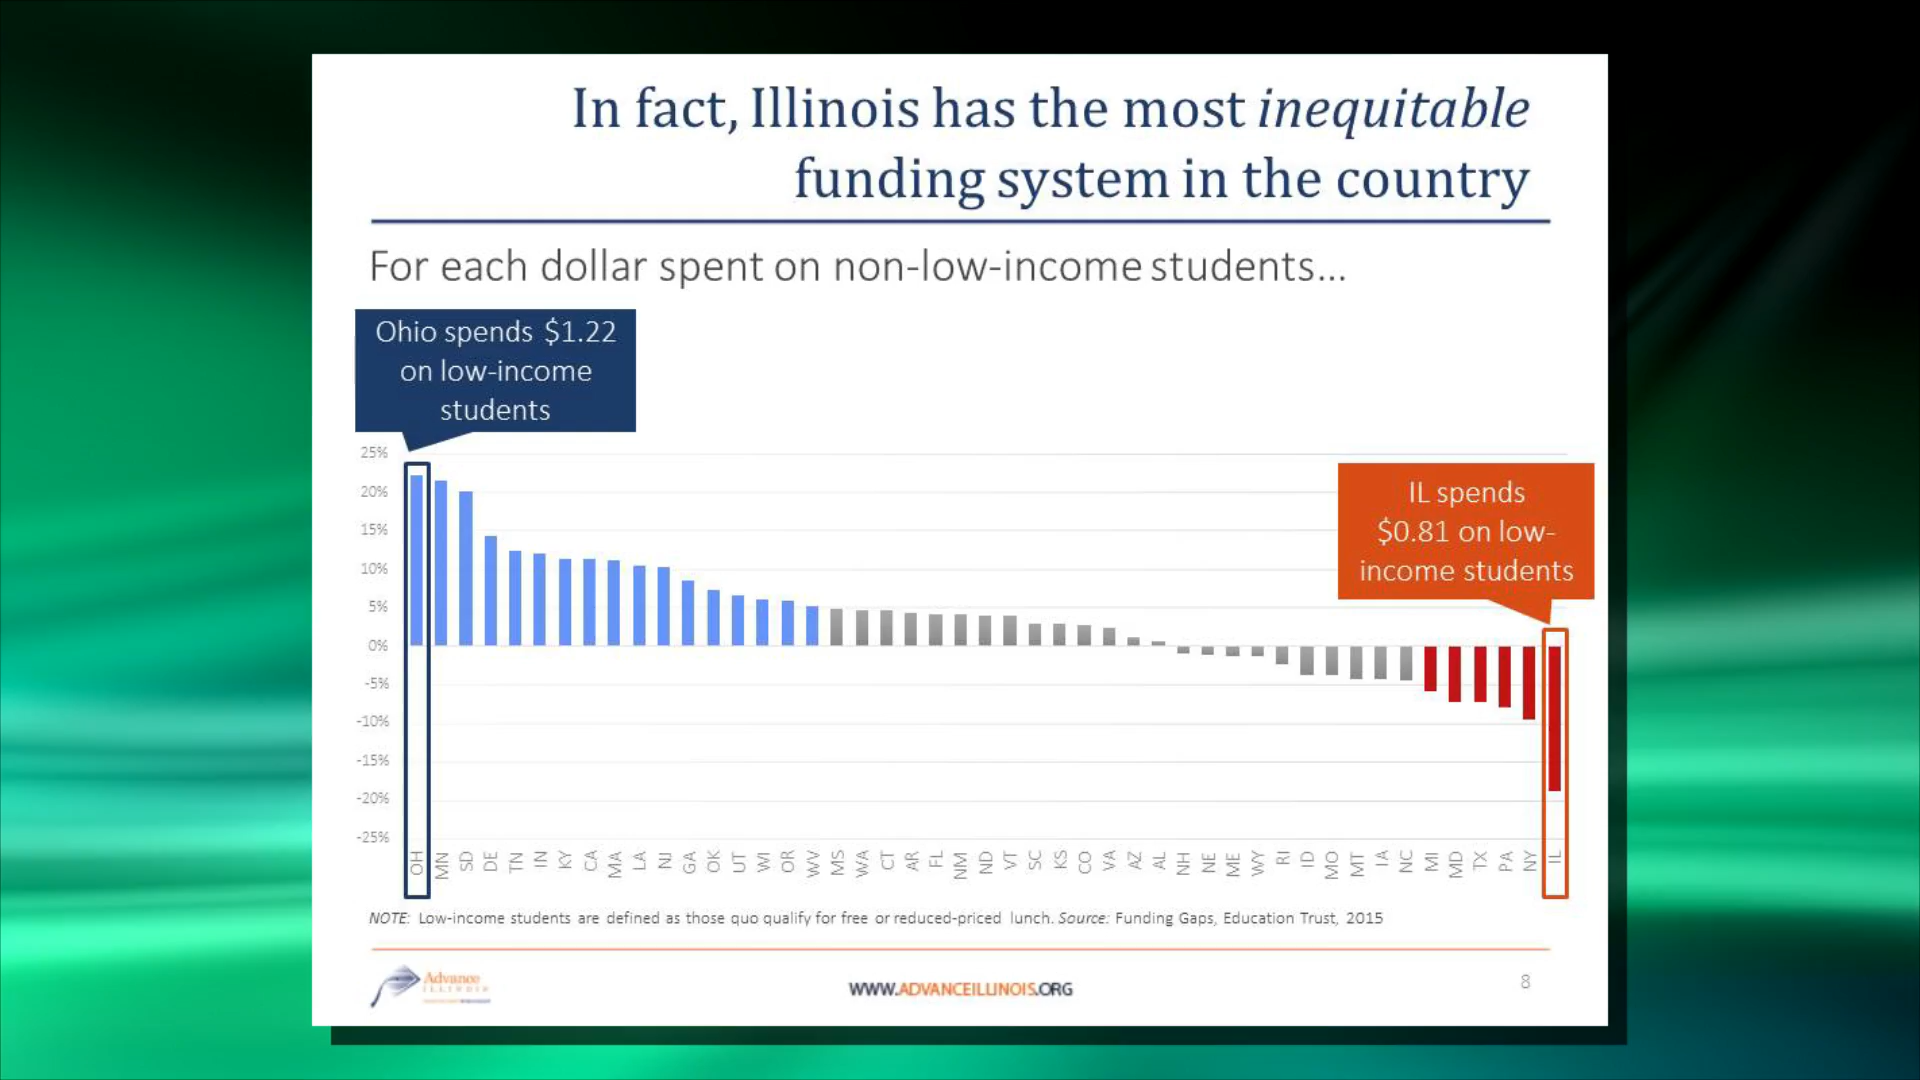 In fact, Illinois has the most inequitable
funding system in the country
For each dollar spent on non-low-income students...
Ohio spends $1.22
on low-income
students
IL spends
$0.81 on low-
income students
25%
20%
15%
10%
5%
0%
-5%
-10%
-15%
-20%
-25%
OH MN SD DE TN IN KY CA MA LA NJ GA OK UT WI OR WV MS WA CT AR FL NM ND VT SC KS CO VA AZ AL NH NE ME WY RI ID MO MT IA NC MI MD TX PA NY IL
NOTE: Low-income students are defined as those quo qualify for free or reduced-priced lunch. Source: Funding Gaps, Education Trust, 2015
Advance
ILLINOIS
WWW.ADVANCEILLINOIS.ORG
8